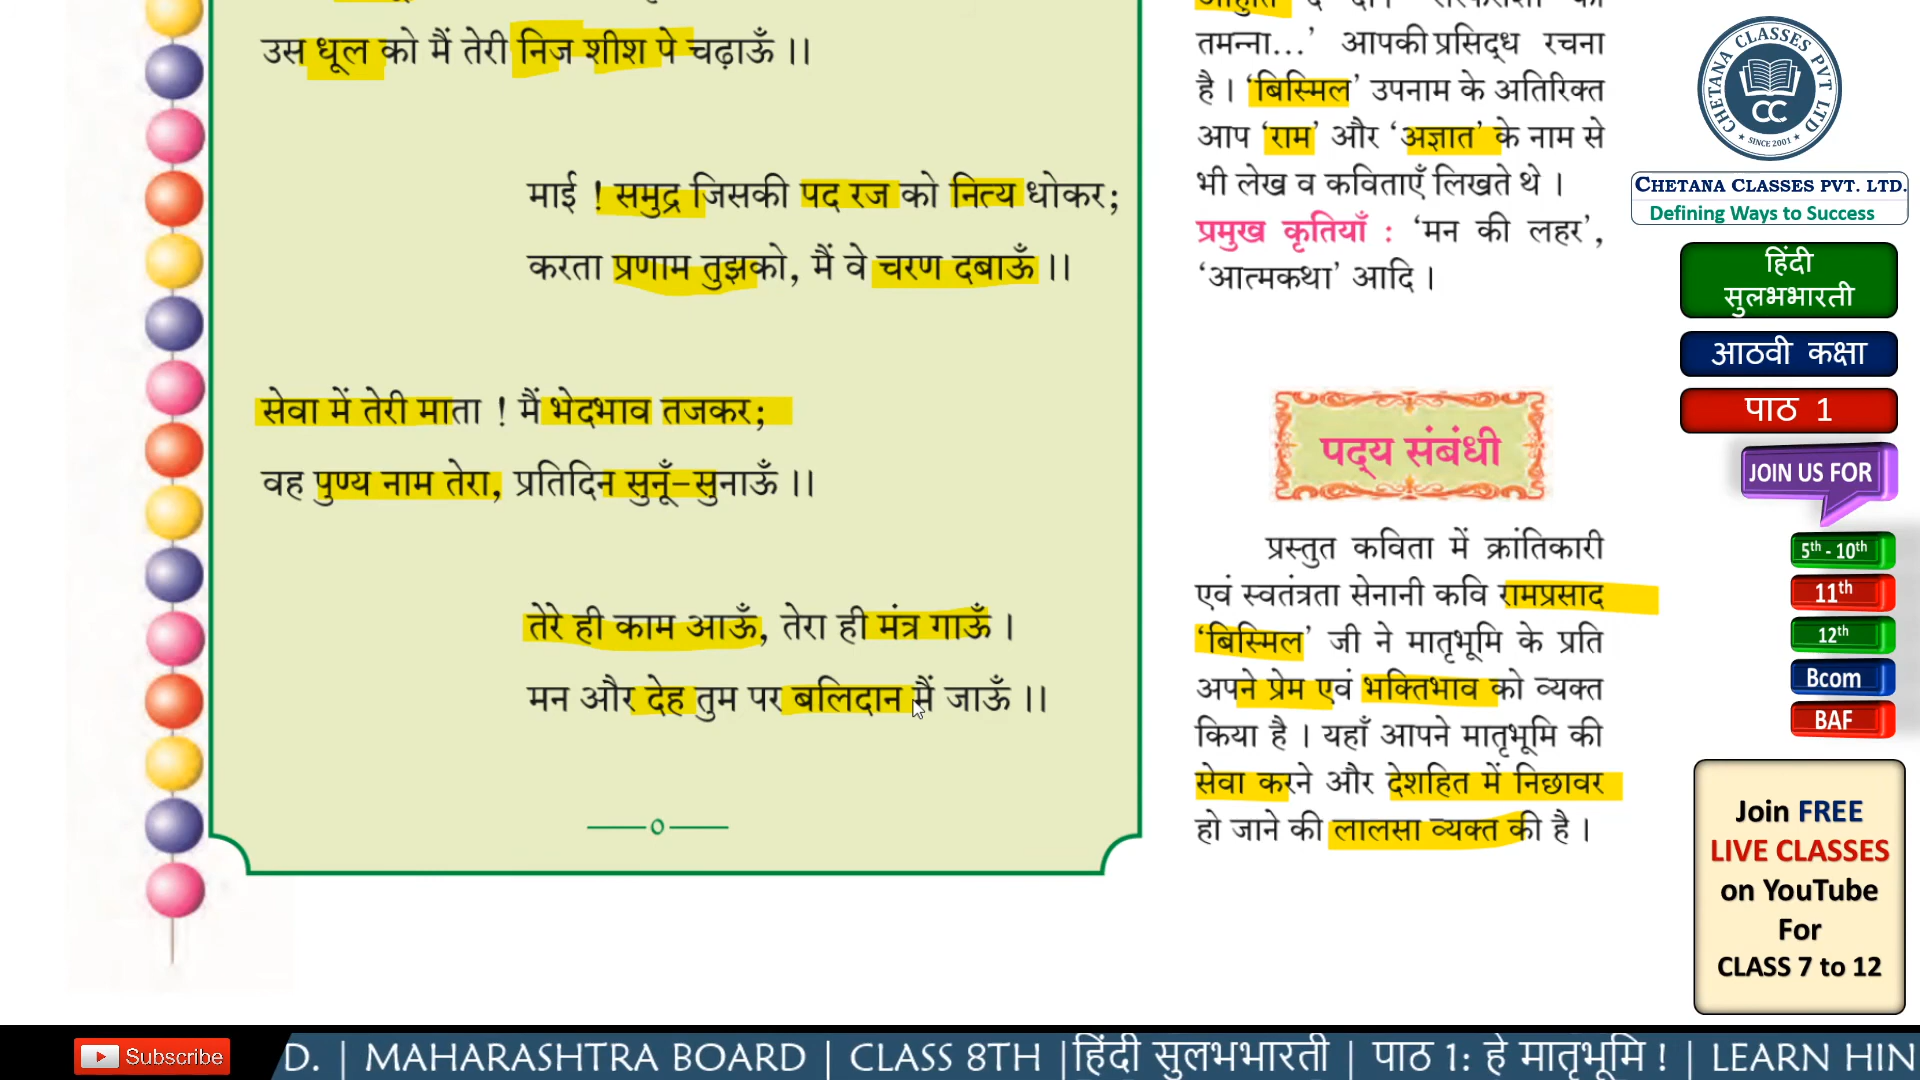 उस धूल को मैं तेरी निज शीश पे चढ़ाऊँ ।।
माई ! समुद्र जिसकी पद रज को नित्य धोकर;
करता प्रणाम तुझको, मैं वे चरण दबाऊँ ।।
सेवा में तेरी माता ! मैं भेदभाव तजकर;
वह पुण्य नाम तेरा, प्रतिदिन सुनूँ-सुनाऊँ ।।
तेरे ही काम आऊँ, तेरा ही मंत्र गाऊँ ।
मन और देह तुम पर बलिदान मैं जाऊँ ।।
तमन्ना...’ आपकी प्रसिद्ध रचना
है । ‘बिस्मिल’ उपनाम के अतिरिक्त
आप ‘राम’ और ‘अज्ञात’ के नाम से
भी लेख व कविताएँ लिखते थे ।
प्रमुख कृतियाँ : ‘मन की लहर’,
‘आत्मकथा’ आदि ।
पद्य संबंधी
प्रस्तुत कविता में क्रांतिकारी
एवं स्वतंत्रता सेनानी कवि रामप्रसाद
‘बिस्मिल’ जी ने मातृभूमि के प्रति
अपने प्रेम एवं भक्तिभाव को व्यक्त
किया है । यहाँ आपने मातृभूमि की
सेवा करने और देशहित में निछावर
हो जाने की लालसा व्यक्त की है ।
CHETANA CLASSES PVT LTD
CC
SINCE 2001
CHETANA CLASSES PVT. LTD.
Defining Ways to Success
हिंदी
सुलभभारती
आठवी कक्षा
पाठ 1
JOIN US FOR
5th - 10th
11th
12th
Bcom
BAF
Join FREE
LIVE CLASSES
on YouTube
For
CLASS 7 to 12
Subscribe
D. | MAHARASHTRA BOARD | CLASS 8TH |हिंदी सुलभभारती | पाठ 1: हे मातृभूमि ! | LEARN HIN